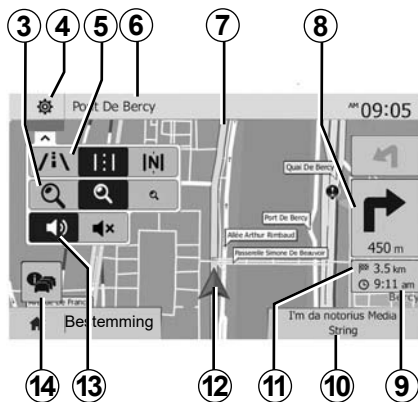 3
4
5
6
7
8
Pont De Bercy
AM 09:05
N
Quai De Bercy
Port De Bercy
Allée Arthur Rimbaud
Passerelle Simone De Beauvoir
450 m
3.5 km
9:11 am
Bercy
Bestemming
I'm da notorius Media
String
14
13
12
11
10
9